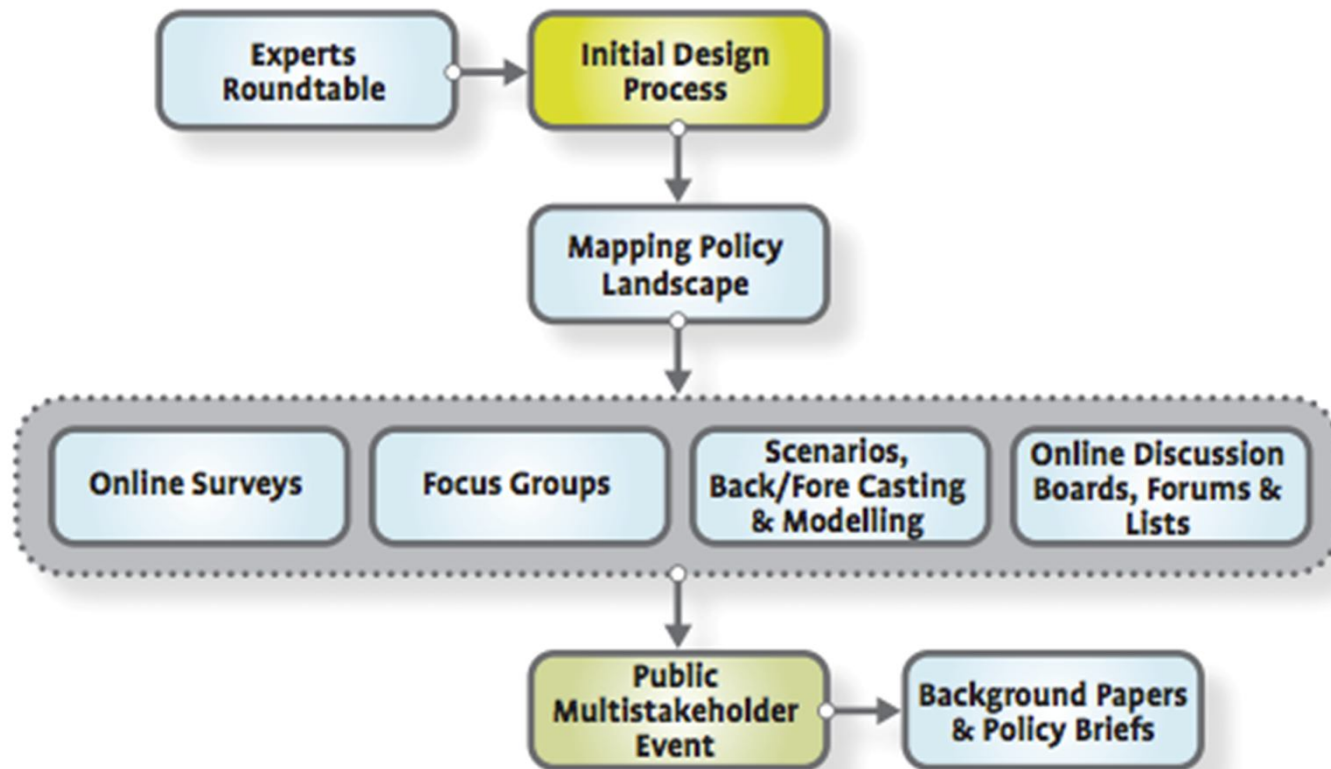 Experts
Roundtable
Initial Design
Process
Mapping Policy
Landscape
Online Surveys
Focus Groups
Scenarios,
Back/Fore Casting
& Modelling
Online Discussion
Boards, Forums &
Lists
Public
Multistakeholder
Event
Background Papers
& Policy Briefs